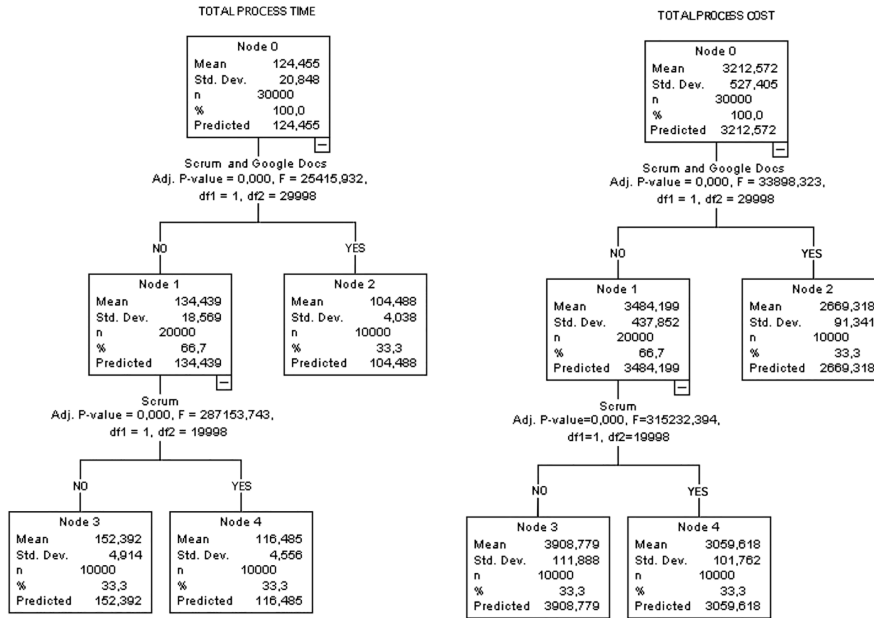 TOTAL PROCESS TIME
Node 0
Mean 124,455
Std. Dev. 20,848
n 30000
% 100,0
Predicted 124,455
Scrum and Google Docs
Adj. P-value = 0,000, F = 25415,932,
df1 = 1, df2 = 29998
NO
YES
Node 1
Mean 134,439
Std. Dev. 18,569
n 20000
% 66,7
Predicted 134,439
Node 2
Mean 104,488
Std. Dev. 4,038
n 10000
% 33,3
Predicted 104,488
Scrum
Adj. P-value = 0,000, F = 287153,743,
df1 = 1, df2 = 19998
NO
YES
Node 3
Mean 152,392
Std. Dev. 4,914
n 10000
% 33,3
Predicted 152,392
Node 4
Mean 116,485
Std. Dev. 4,556
n 10000
% 33,3
Predicted 116,485
TOTAL PROCESS COST
Node 0
Mean 3212,572
Std. Dev. 527,405
n 30000
% 100,0
Predicted 3212,572
Scrum and Google Docs
Adj. P-value = 0,000, F = 33898,323,
df1 = 1, df2 = 29998
NO
YES
Node 1
Mean 3484,199
Std. Dev. 437,852
n 20000
% 66,7
Predicted 3484,199
Node 2
Mean 2669,318
Std. Dev. 91,341
n 10000
% 33,3
Predicted 2669,318
Scrum
Adj. P-value=0,000, F=315232,394,
df1=1, df2=19998
NO
YES
Node 3
Mean 3908,779
Std. Dev. 111,888
n 10000
% 33,3
Predicted 3908,779
Node 4
Mean 3059,618
Std. Dev. 101,762
n 10000
% 33,3
Predicted 3059,618